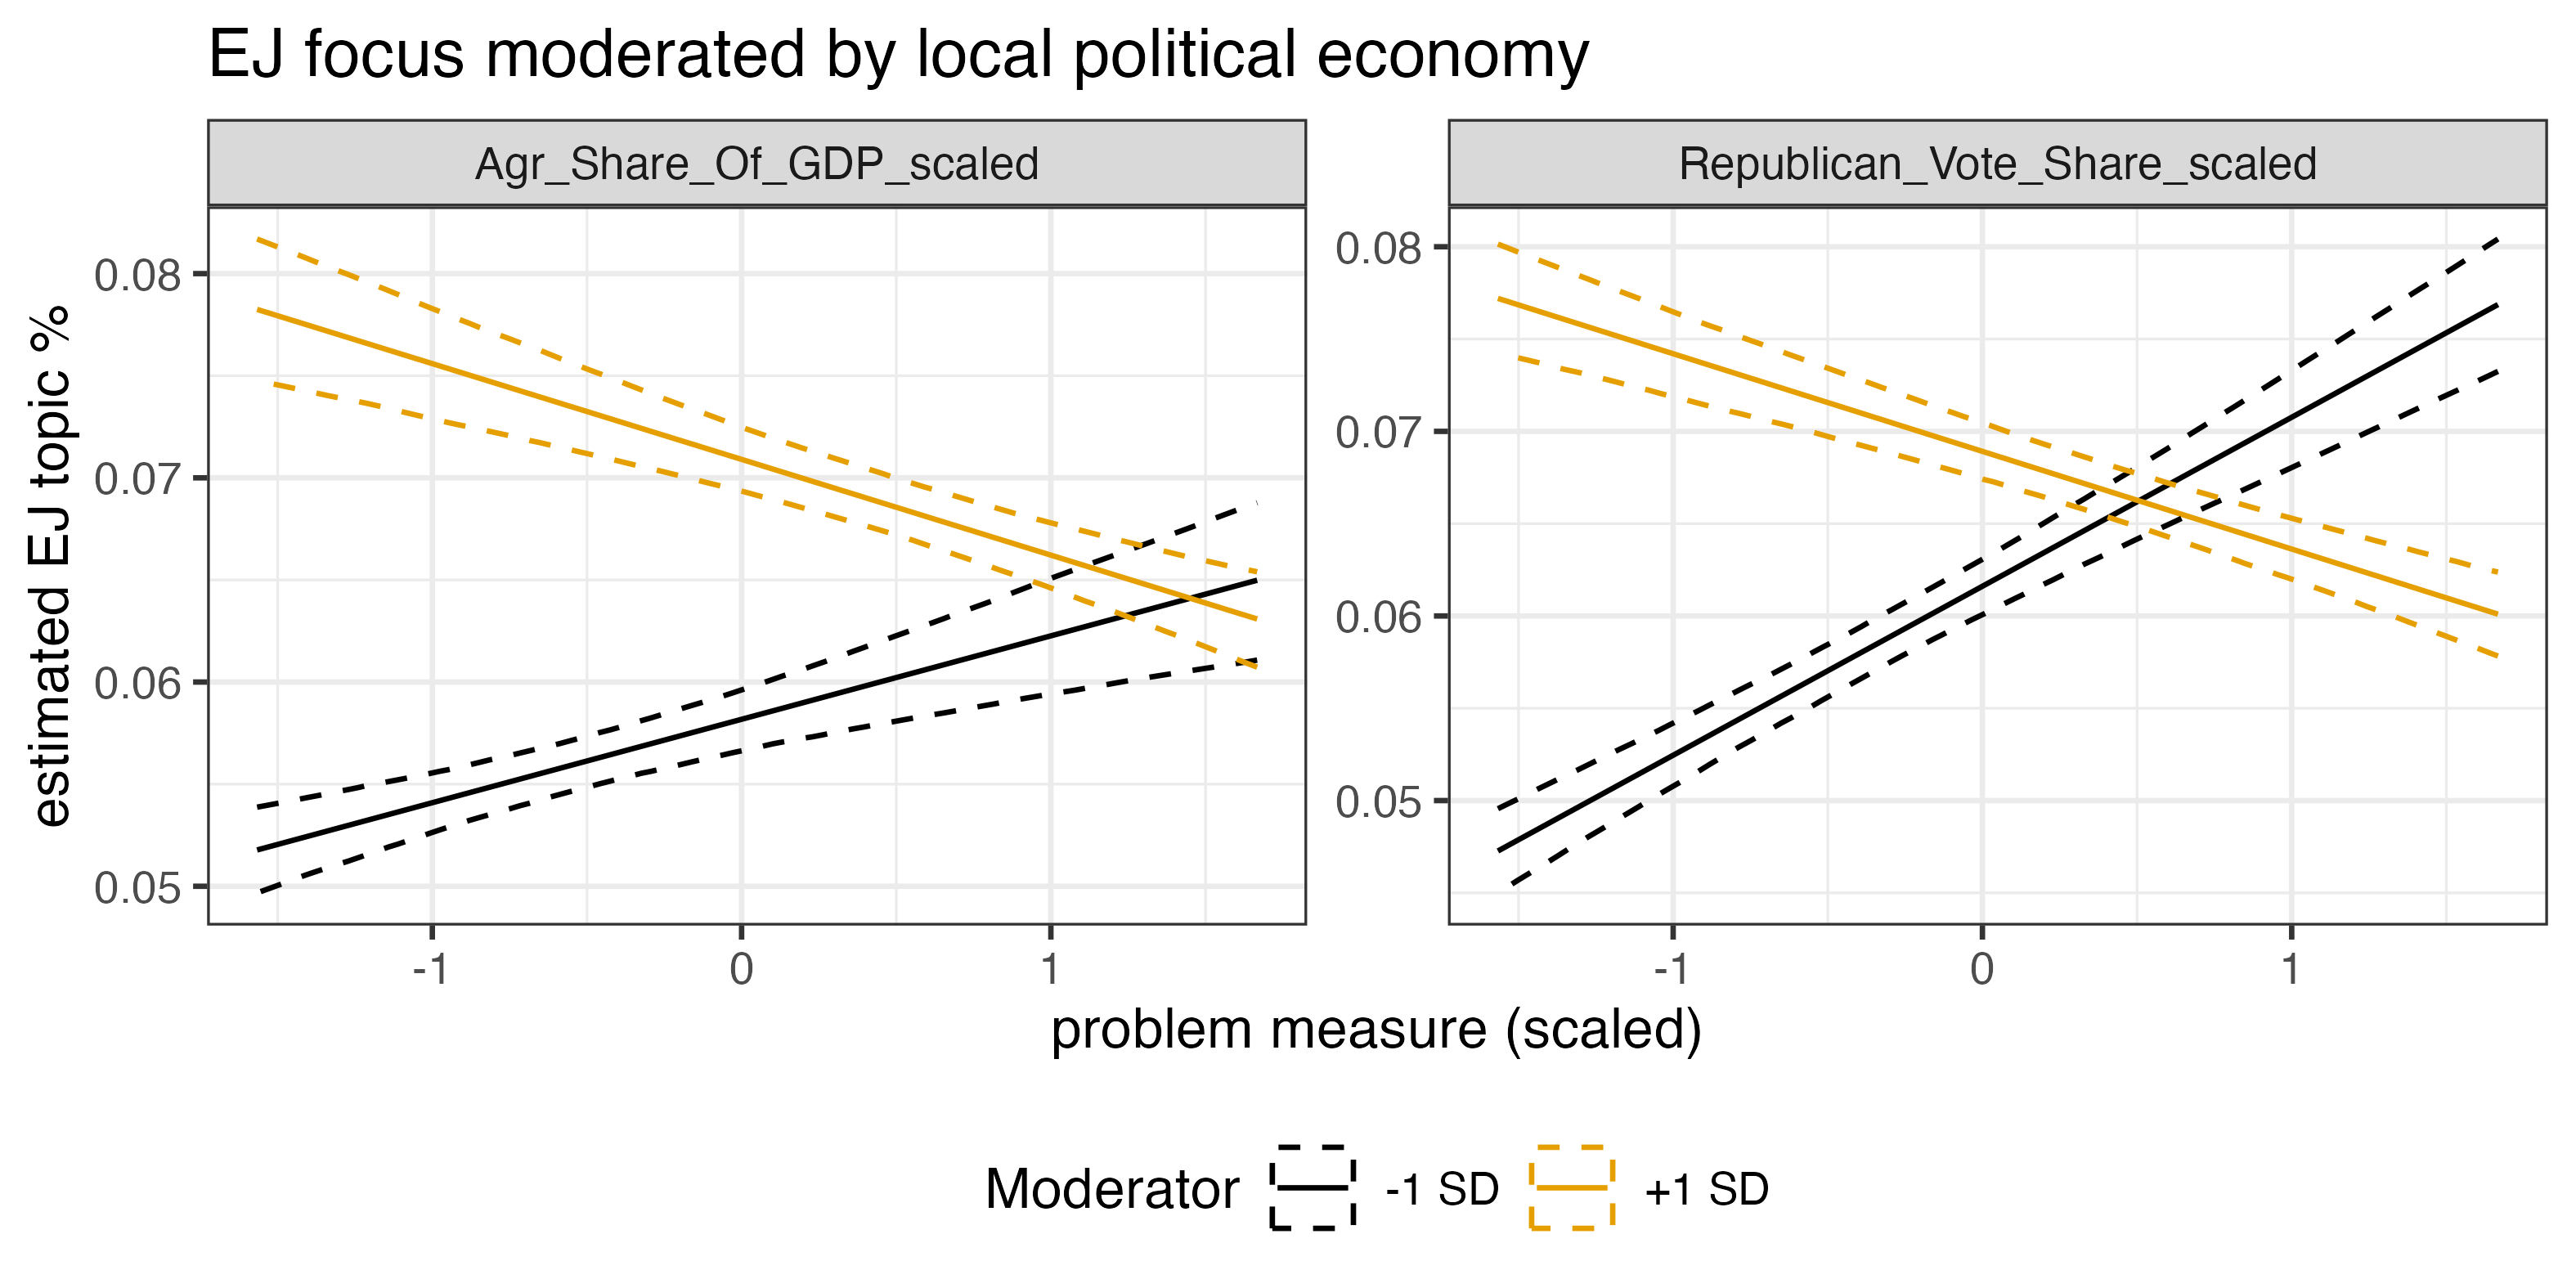 EJ focus moderated by local political economy
Agr_Share_Of_GDP_scaled
Republican_Vote_Share_scaled
estimated EJ topic %
0.08
0.07
0.06
0.05
0.08
0.07
0.06
0.05
-1 0 1
-1 0 1
problem measure (scaled)
Moderator -1 SD +1 SD